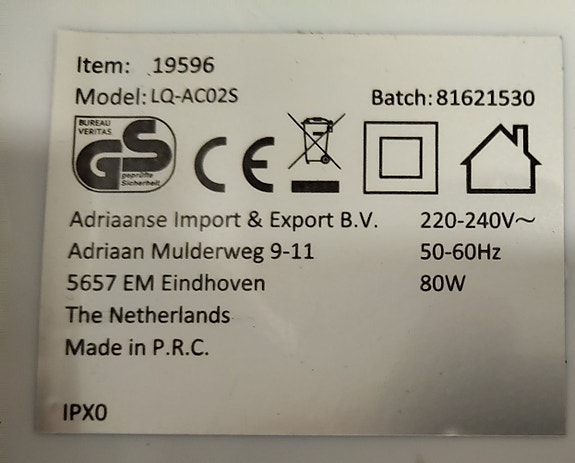 Item: 19596
Model: LQ-AC02S Batch: 81621530
BUREAU
VERITAS
GS
geprüfte
Sicherheit
CE
Adriaanse Import & Export B.V. 220-240V~
Adriaan Mulderweg 9-11 50-60Hz
5657 EM Eindhoven 80W
The Netherlands
Made in P.R.C.
IPX0